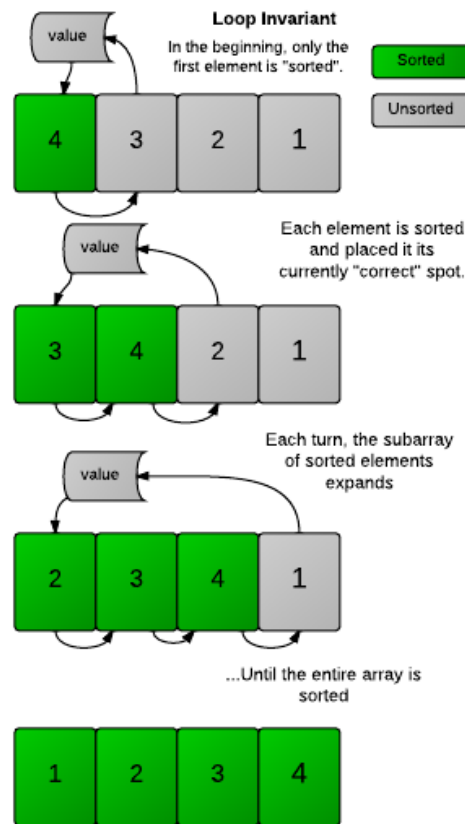 Loop Invariant
value
In the beginning, only the
first element is "sorted".
Sorted
Unsorted
4 3 2 1
value
Each element is sorted
and placed it its
currently "correct" spot.
3 4 2 1
Each turn, the subarray
of sorted elements
expands
value
2 3 4 1
...Until the entire array is
sorted
1 2 3 4